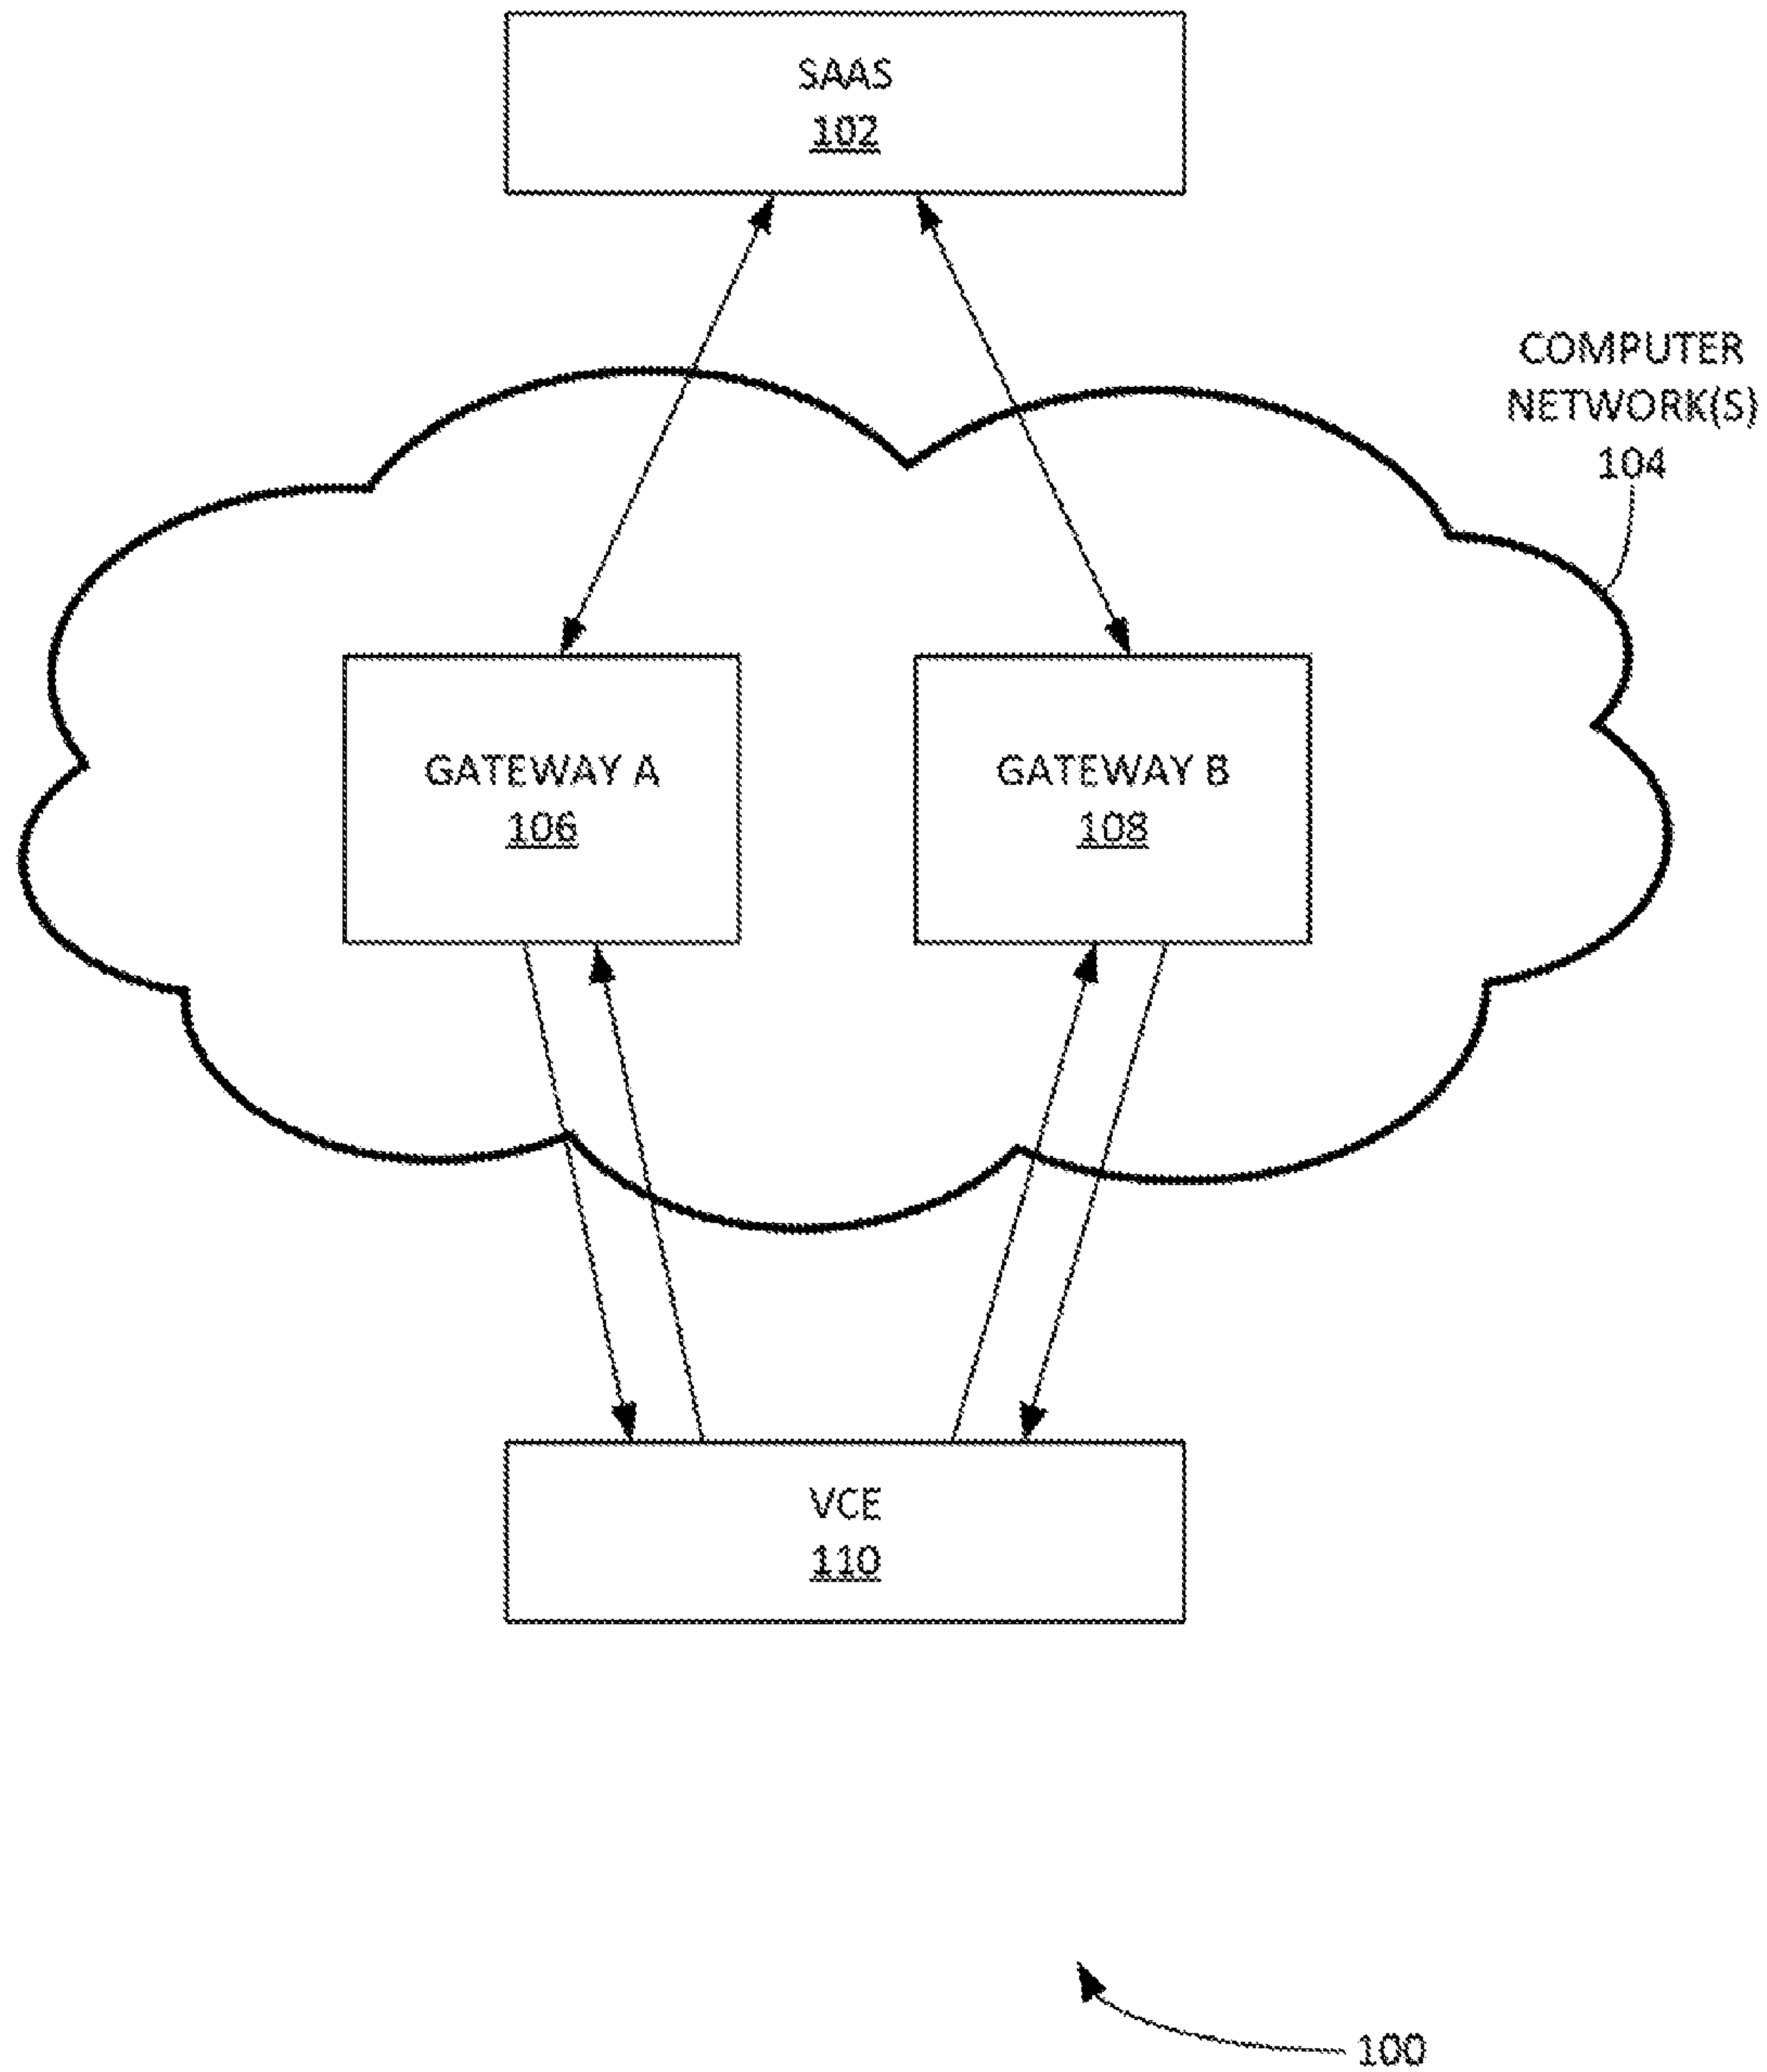 SAAS
102
COMPUTER
NETWORK(S)
104
GATEWAY A
106
GATEWAY B
108
VCE
110
100